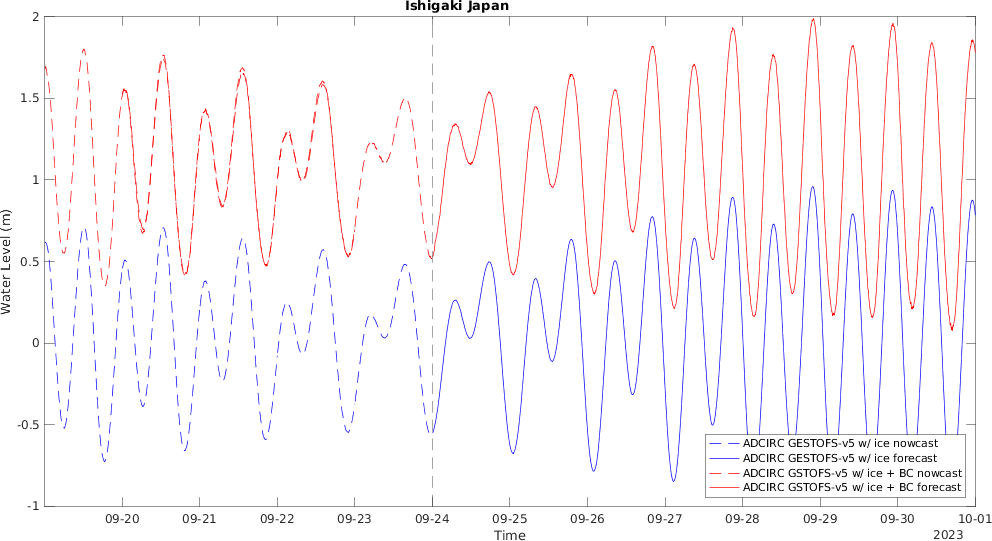 Ishigaki Japan
2
1.5
1
0.5
0
-0.5
-1
Water Level (m)
09-20 09-21 09-22 09-23 09-24 09-25 09-26 09-27 09-28 09-29 09-30 10-01
2023
Time
ADCIRC GESTOFS-v5 w/ ice nowcast
ADCIRC GESTOFS-v5 w/ ice forecast
ADCIRC GSTOFS-v5 w/ ice + BC nowcast
ADCIRC GSTOFS-v5 w/ ice + BC forecast